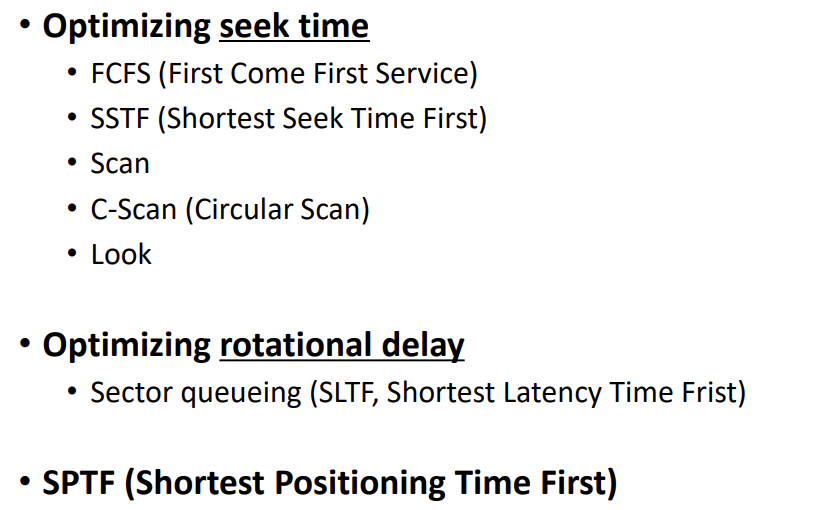 • Optimizing seek time
• FCFS (First Come First Service)
• SSTF (Shortest Seek Time First)
• Scan
• C-Scan (Circular Scan)
• Look
• Optimizing rotational delay
• Sector queueing (SLTF, Shortest Latency Time Frist)
• SPTF (Shortest Positioning Time First)